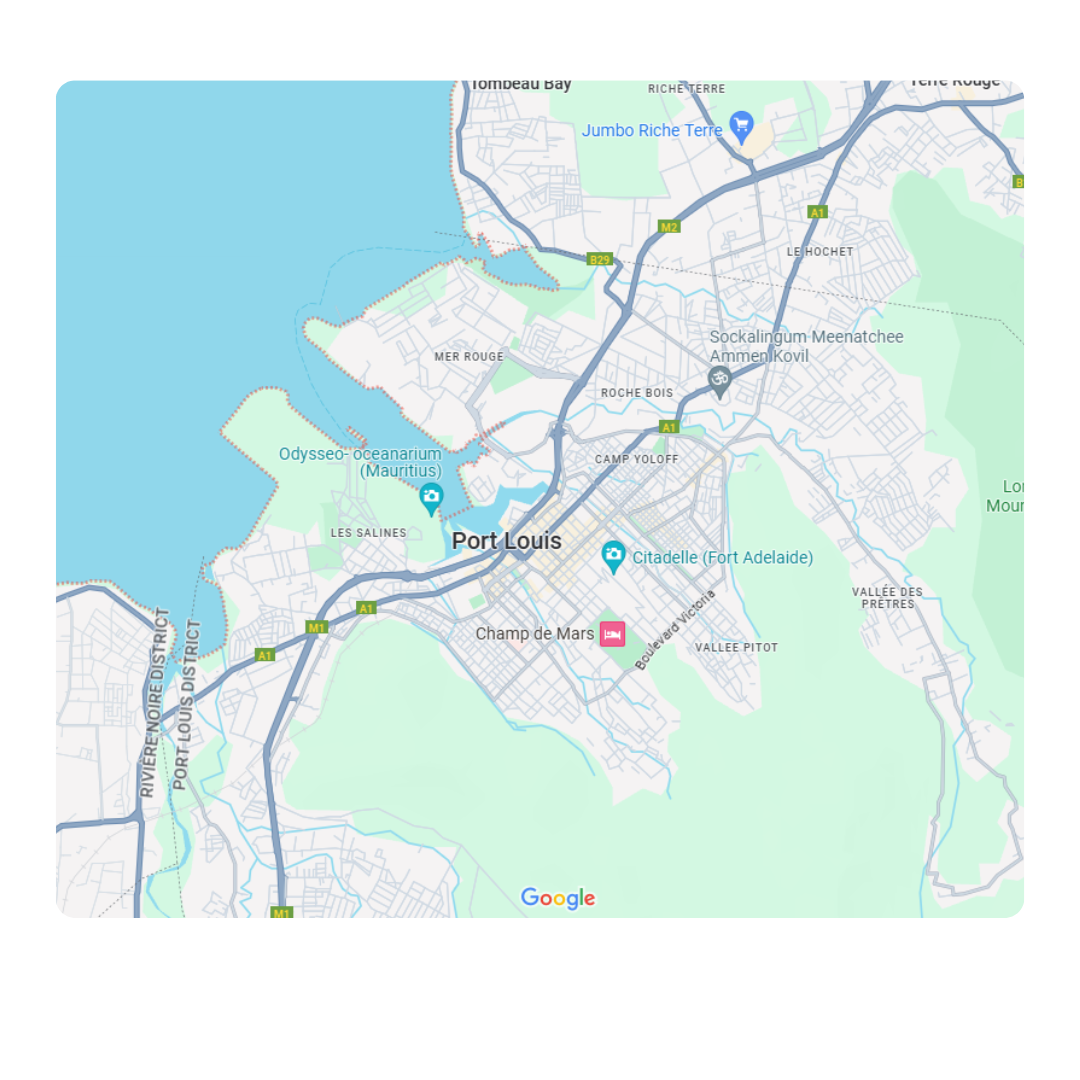 Tombeau Bay
RICHE TERRE
Terre Rouge
Jumbo Riche Terre
B
A1
M2
LE HOCHET
B29
Sockalingum Meenatchee
Ammen Kovil
MER ROUGE
ROCHE BOIS
A1
Odysseo- oceanarium
(Mauritius)
CAMP YOLOFF
Lo
Mou
LES SALINES
Port Louis
Citadelle (Fort Adelaide)
VALLÉE DES
PRÊTRES
A1
M1
Champ de Mars
Boulevard Victoria
VALLEE PITOT
A1
RIVIÈRE NOIRE DISTRICT
PORT LOUIS DISTRICT
Google
M1